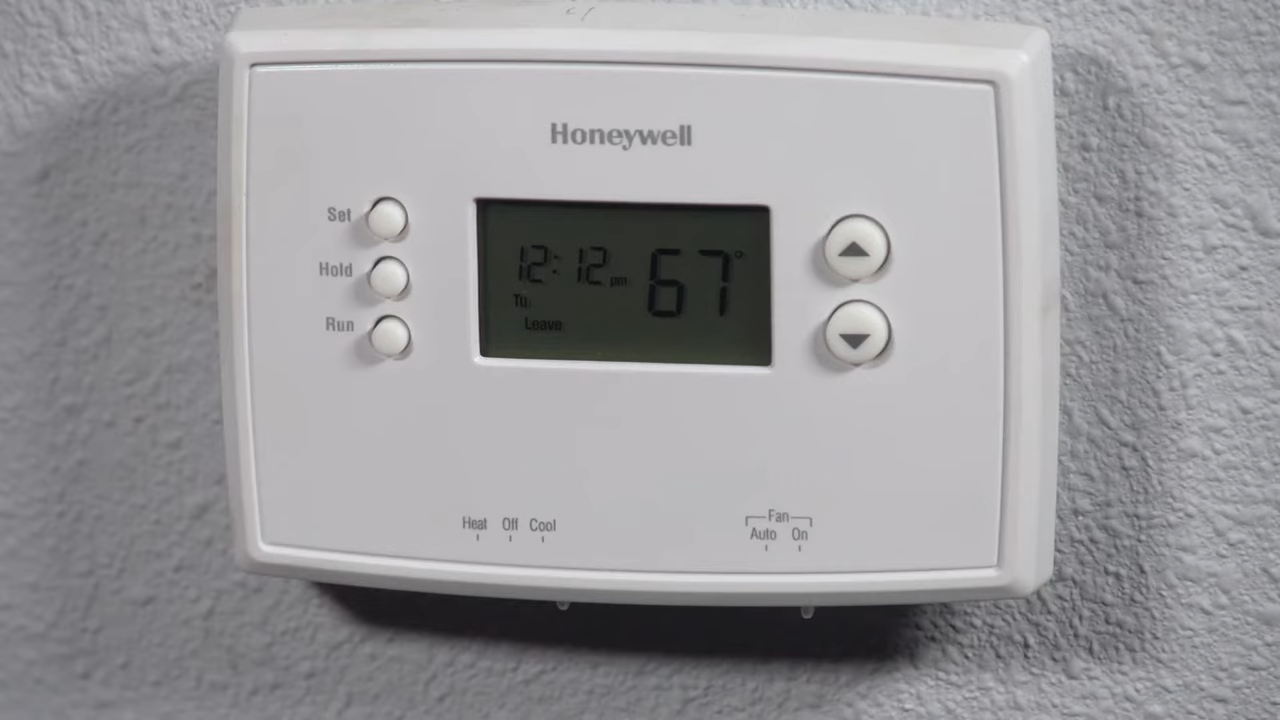 Honeywell
Set
Hold
Run
12:12 pm 67°
Tu
Leave
Heat Off Cool
Fan
Auto On